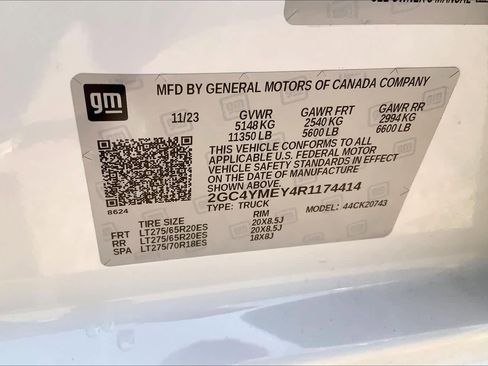 SEE OWNER'S MANUAL
gm
MFD BY GENERAL MOTORS OF CANADA COMPANY
11/23 GVWR GAWR FRT GAWR RR
5148 KG 2540 KG 2994 KG
11350 LB 5600 LB 6600 LB
THIS VEHICLE CONFORMS TO ALL
APPLICABLE U.S. FEDERAL MOTOR
VEHICLE SAFETY STANDARDS IN EFFECT
ON THE DATE OF MANUFACTURE
SHOWN ABOVE.
2GC4YMEY4R1174414
TYPE: TRUCK MODEL: 44CK20743
8624
TIRE SIZE RIM
FRT LT275/65R20ES 20X8.5J
RR LT275/65R20ES 20X8.5J
SPA LT275/70R18ES 18X8J